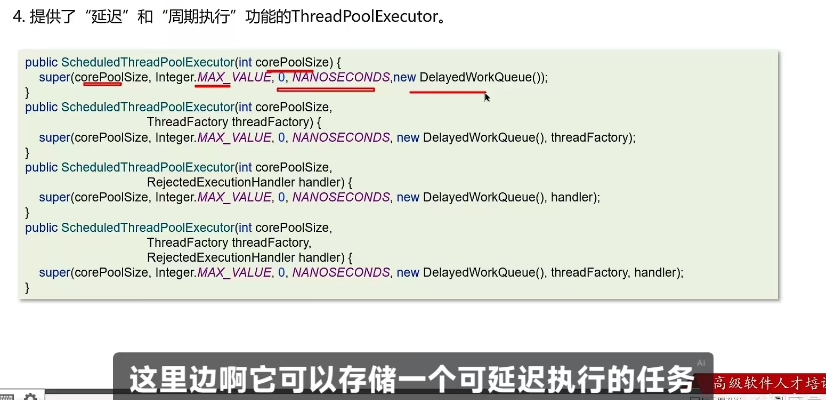 4. 提供了“延迟”和“周期执行”功能的ThreadPoolExecutor。
public ScheduledThreadPoolExecutor(int corePoolSize) {
super(corePoolSize, Integer.MAX_VALUE, 0, NANOSECONDS,new DelayedWorkQueue());
}
public ScheduledThreadPoolExecutor(int corePoolSize,
ThreadFactory threadFactory) {
super(corePoolSize, Integer.MAX_VALUE, 0, NANOSECONDS, new DelayedWorkQueue(), threadFactory);
}
public ScheduledThreadPoolExecutor(int corePoolSize,
RejectedExecutionHandler handler) {
super(corePoolSize, Integer.MAX_VALUE, 0, NANOSECONDS, new DelayedWorkQueue(), handler);
}
public ScheduledThreadPoolExecutor(int corePoolSize,
ThreadFactory threadFactory,
RejectedExecutionHandler handler) {
super(corePoolSize, Integer.MAX_VALUE, 0, NANOSECONDS, new DelayedWorkQueue(), threadFactory, handler);
}
AI
这里边啊它可以存储一个可延迟执行的任务
高级软件人才培